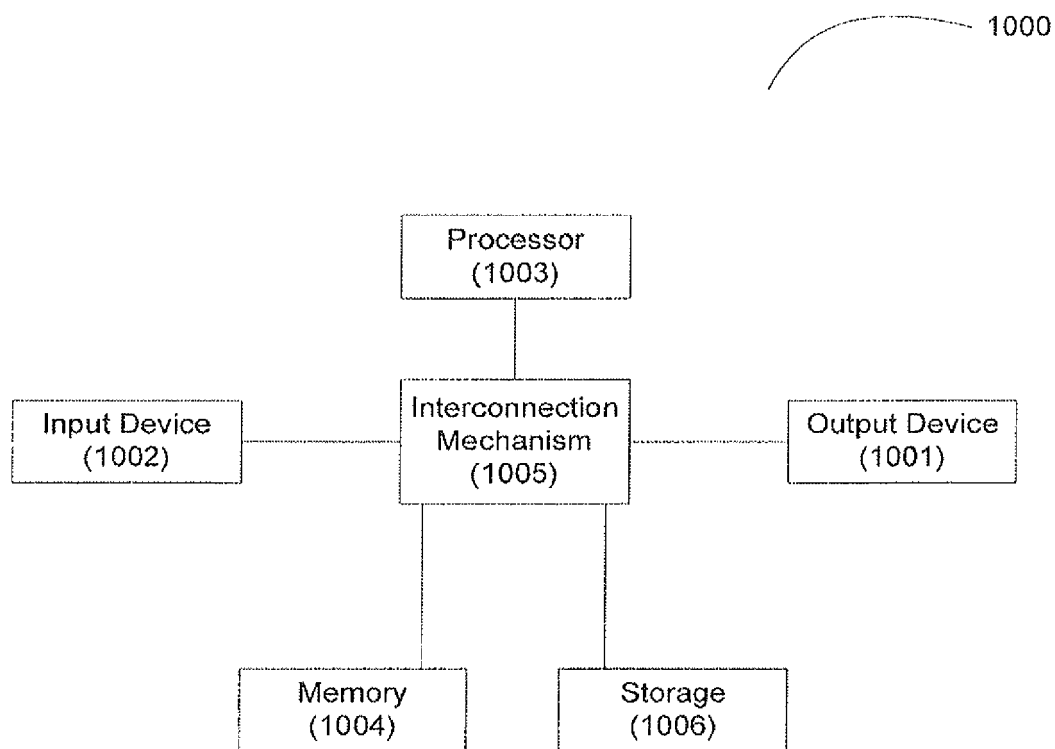 1000
Processor
(1003)
Input Device
(1002)
Interconnection
Mechanism
(1005)
Output Device
(1001)
Memory
(1004)
Storage
(1006)